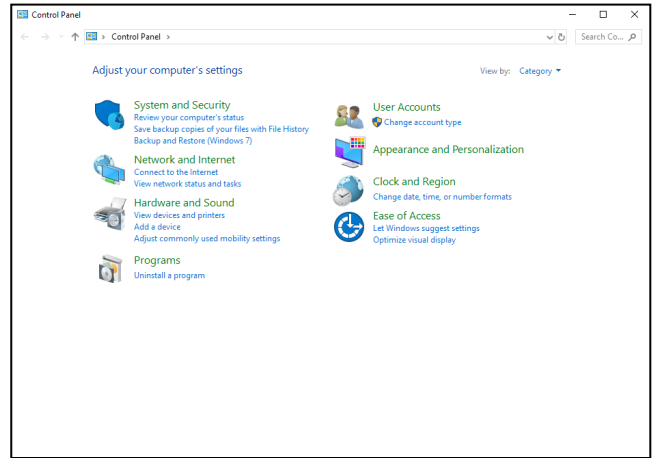 Control Panel
Control Panel
Search Co...
Adjust your computer's settings
View by: Category
System and Security
Review your computer's status
Save backup copies of your files with File History
Backup and Restore (Windows 7)
Network and Internet
Connect to the Internet
View network status and tasks
Hardware and Sound
View devices and printers
Add a device
Adjust commonly used mobility settings
Programs
Uninstall a program
User Accounts
Change account type
Appearance and Personalization
Clock and Region
Change date, time, or number formats
Ease of Access
Let Windows suggest settings
Optimize visual display